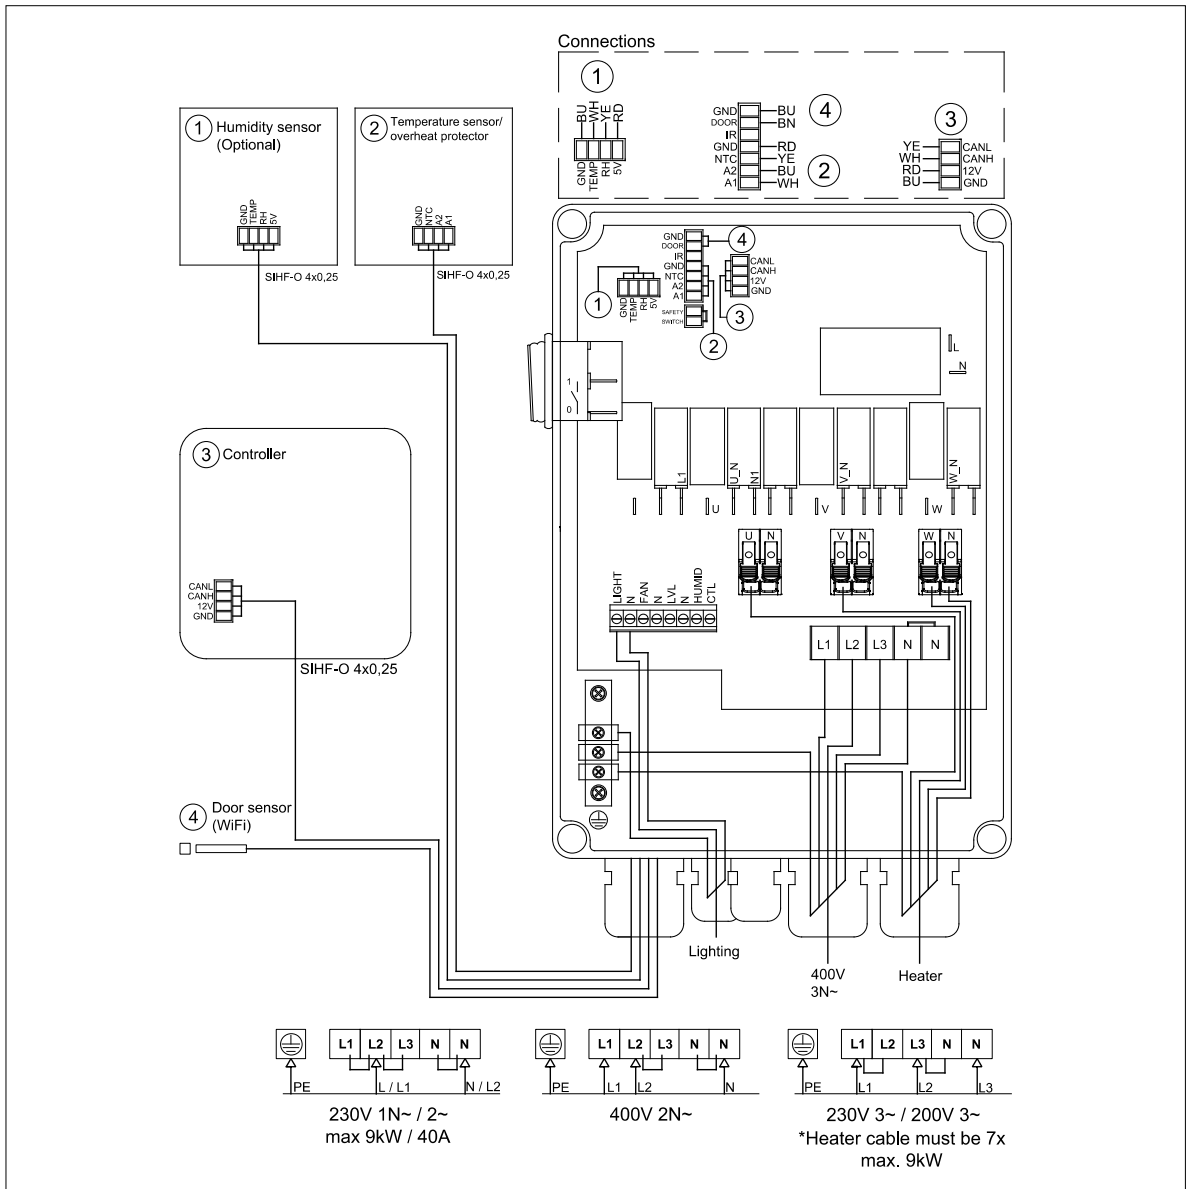 Connections
1
BU
WH
YE
RD
GND
TEMP
RH
5V
GND
DOOR
IR
GND
NTC
A2
A1
BU
BN
RD
YE
BU
WH
4
2
3
YE
WH
RD
BU
CANL
CANH
12V
GND
1 Humidity sensor
(Optional)
GND
TEMP
RH
5V
SIHF-O 4x0,25
2 Temperature sensor/
overheat protector
GND
NTC
A2
A1
SIHF-O 4x0,25
GND
DOOR
IR
GND
NTC
A2
A1
4
CANL
CANH
12V
GND
1
GND
TEMP
RH
5V
SAFETY
SWITCH
3
2
L
N
1
0
L1
U_N
N1
V_N
W_N
U
V
W
3 Controller
CANL
CANH
12V
GND
SIHF-O 4x0,25
U N
V N
W N
LIGHT
N
FAN
N
LVL
N
HUMID
CTL
L1 L2 L3 N N
4 Door sensor
(WiFi)
Lighting
400V
3N~
Heater
L1 L2 L3 N N
PE L / L1 N / L2
230V 1N~ / 2~
max 9kW / 40A
L1 L2 L3 N N
PE L1 L2 N
400V 2N~
L1 L2 L3 N N
PE L1 L2 L3
230V 3~ / 200V 3~
*Heater cable must be 7x
max. 9kW